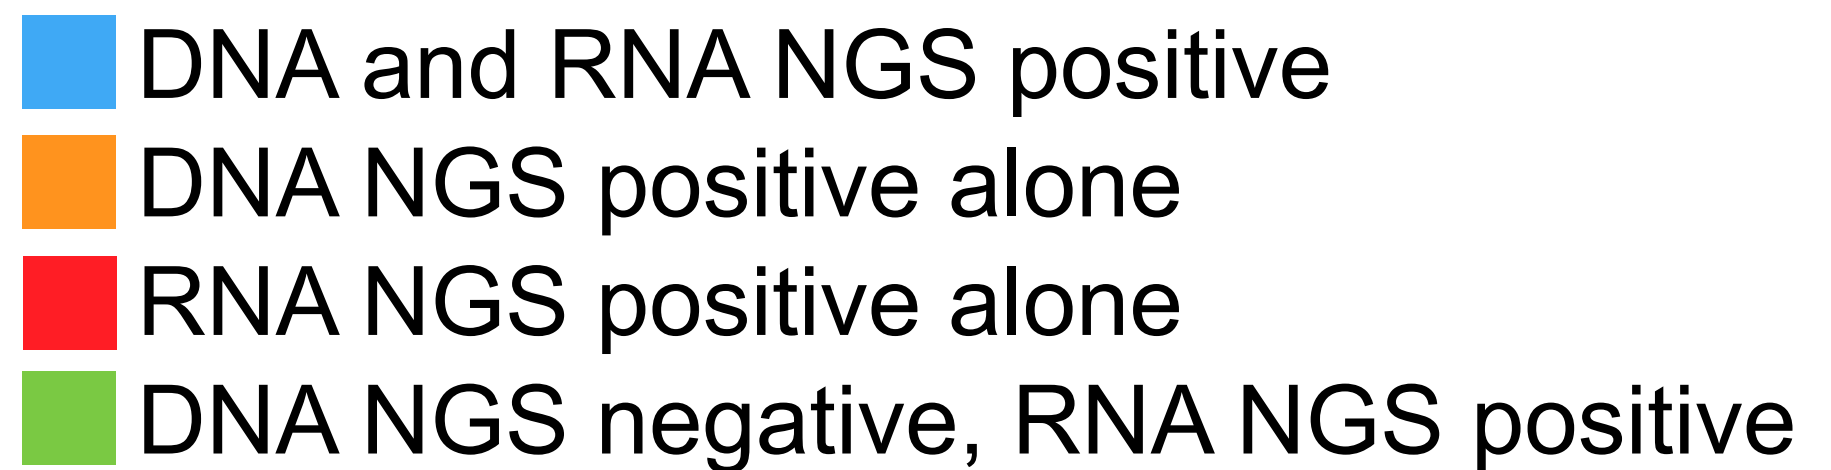 DNA and RNA NGS positive
DNA NGS positive alone
RNA NGS positive alone
DNA NGS negative, RNA NGS positive